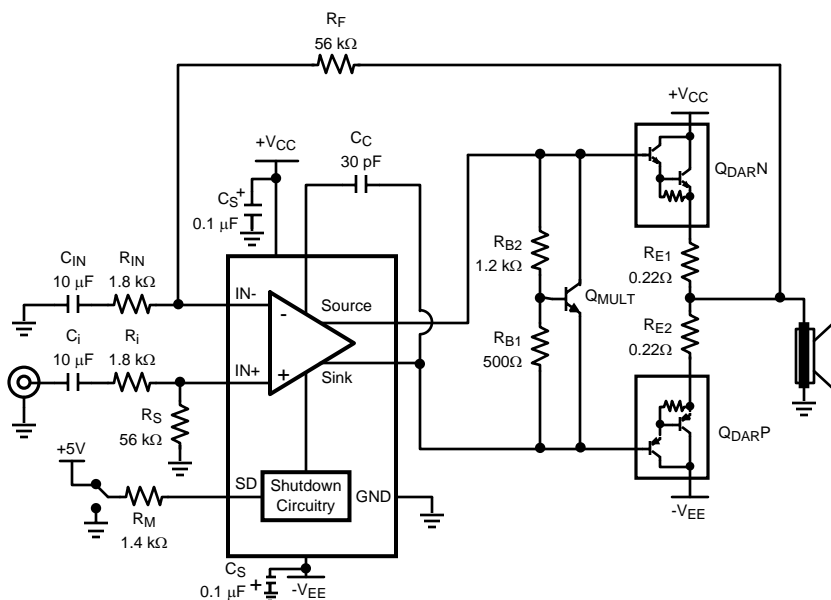 RF
56 kΩ
+VCC
+VCC
CC
30 pF
QDARN
CS
+
0.1 µF
RE1
0.22Ω
RB2
1.2 kΩ
CIN
10 µF
RIN
1.8 kΩ
IN-
-
Source
QMULT
RE2
0.22Ω
Ci
10 µF
Ri
1.8 kΩ
IN+
+
Sink
RB1
500Ω
RS
56 kΩ
QDARP
+5V
SD
Shutdown
Circuitry
GND
RM
1.4 kΩ
-VEE
CS
0.1 µF
+
-VEE